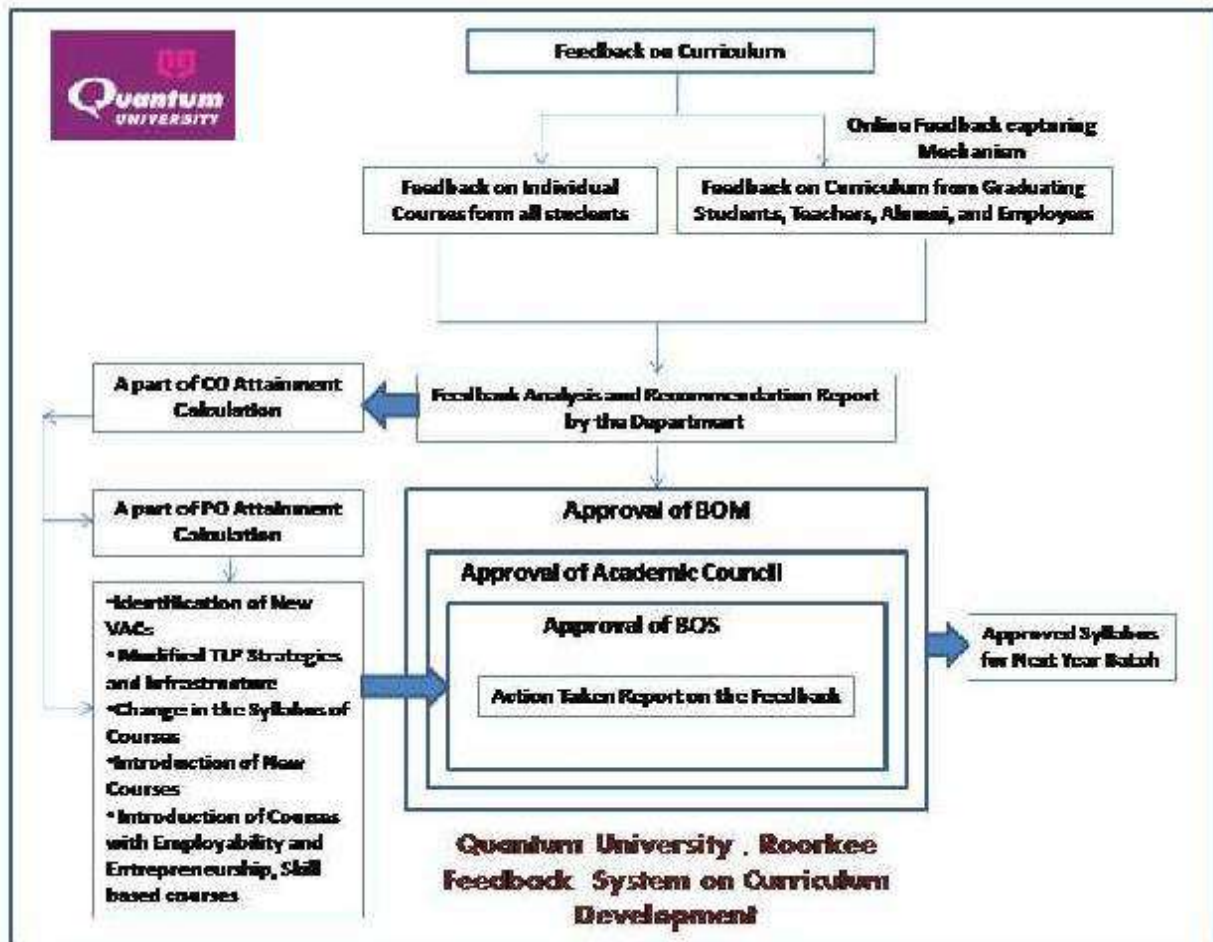 Quantum
UNIVERSITY
Feedback on Curriculum
Online Feedback capturing
Mechanism
Feedback on Individual
Courses form all students
Feedback on Curriculum from Graduating
Students, Teachers, Alumni, and Employers
A part of CO Attainment
Calculation
Feedback Analysis and Recommendation Report
by the Department
A part of PO Attainment
Calculation
Approval of BOM
Approval of Academic Council
Approval of BOS
Action Taken Report on the Feedback
•Identification of New
VACs
• Modified TLP Strategies
and Infrastructure
•Change in the Syllabus of
Courses
•Introduction of New
Courses
• Introduction of Courses
with Employability and
Entrepreneurship, Skill
based courses
Approved Syllabus
for Next Year Batch
Quantum University . Roorkee
Feedback System on Curriculum
Development